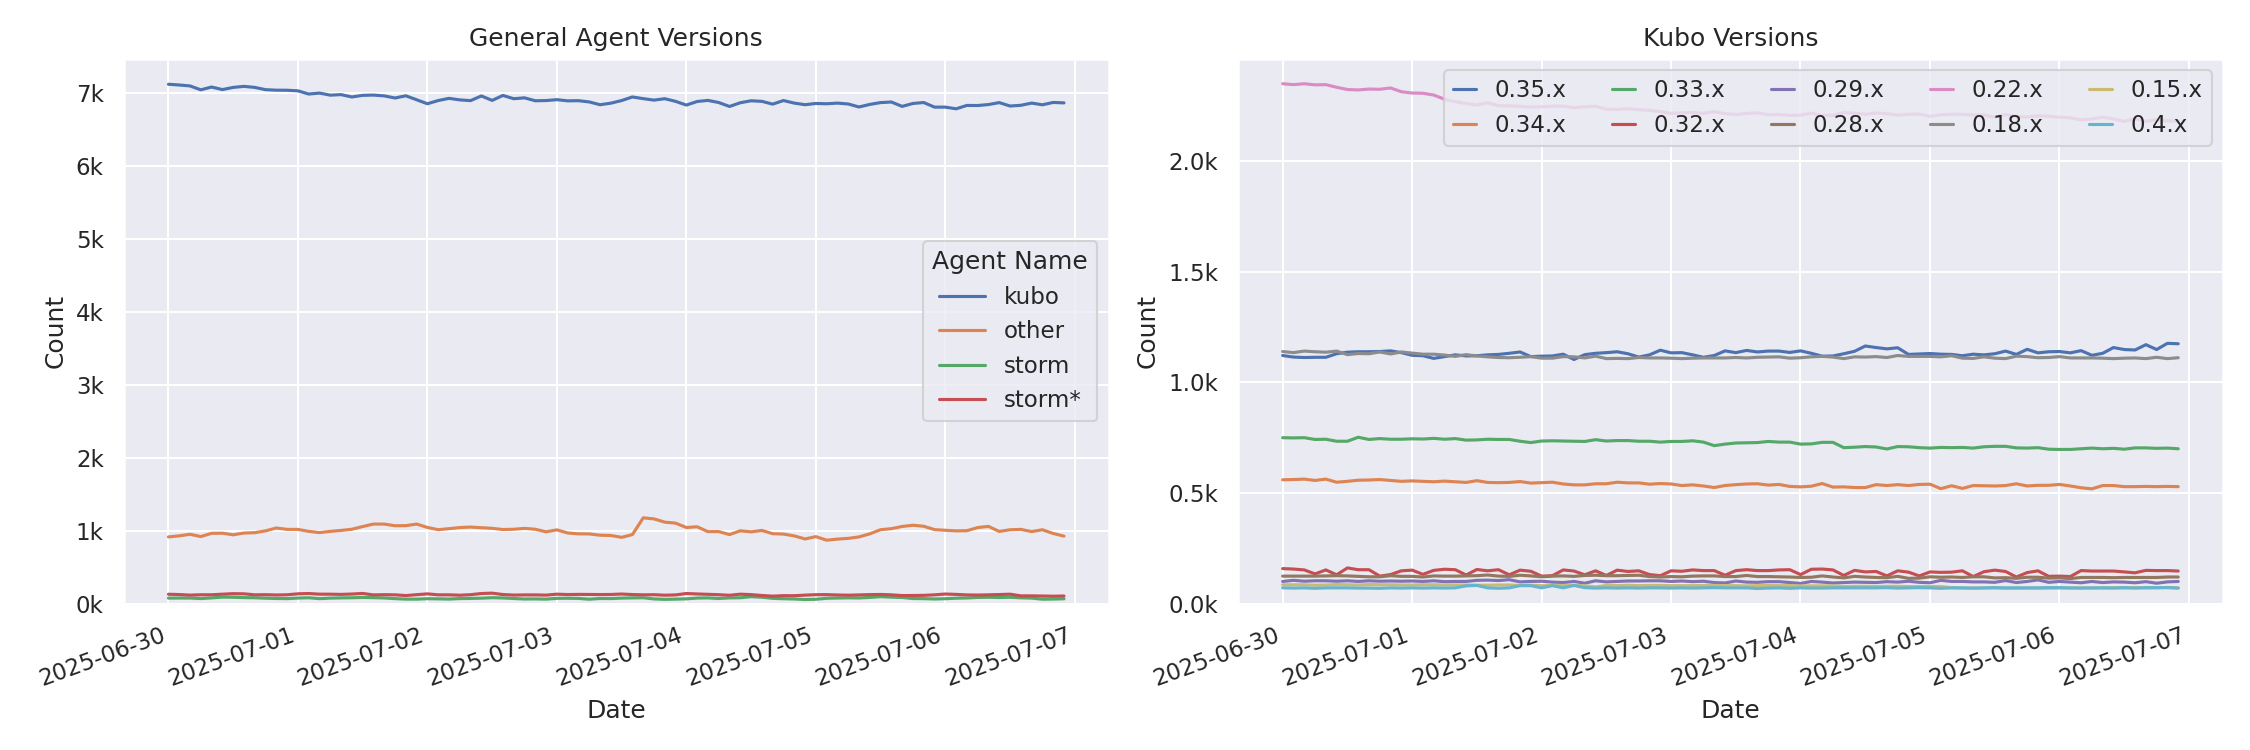 General Agent Versions
7k
6k
5k
4k
3k
2k
1k
0k
Count
Agent Name
kubo
other
storm
storm*
2025-06-30
2025-07-01
2025-07-02
2025-07-03
2025-07-04
2025-07-05
2025-07-06
2025-07-07
Date
Kubo Versions
0.35.x 0.33.x 0.29.x 0.22.x 0.15.x
0.34.x 0.32.x 0.28.x 0.18.x 0.4.x
2.0k
1.5k
1.0k
0.5k
0.0k
Count
2025-06-30
2025-07-01
2025-07-02
2025-07-03
2025-07-04
2025-07-05
2025-07-06
2025-07-07
Date